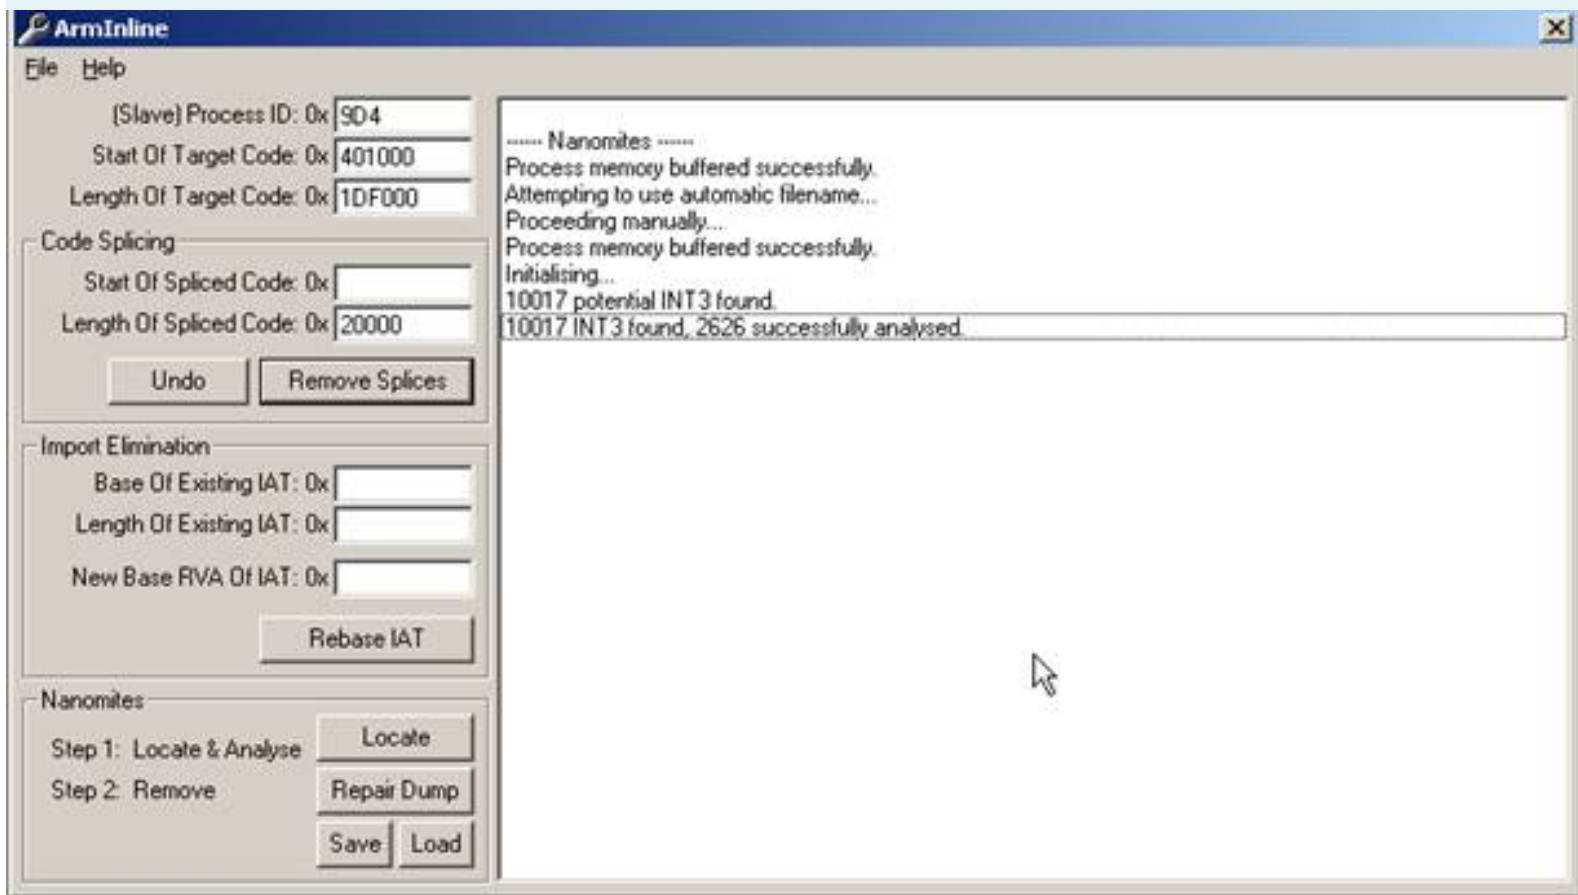 ArmInline
File Help
(Slave) Process ID: 0x 9D4
Start Of Target Code: 0x 401000
Length Of Target Code: 0x 1DF000
Code Splicing
Start Of Spliced Code: 0x
Length Of Spliced Code: 0x 20000
Undo Remove Splices
Import Elimination
Base Of Existing IAT: 0x
Length Of Existing IAT: 0x
New Base RVA Of IAT: 0x
Rebase IAT
Nanomites
Step 1: Locate & Analyse Locate
Step 2: Remove Repair Dump
Save Load
------ Nanomites ------
Process memory buffered successfully.
Attempting to use automatic filename...
Proceeding manually...
Process memory buffered successfully.
Initialising...
10017 potential INT3 found.
10017 INT3 found, 2626 successfully analysed.